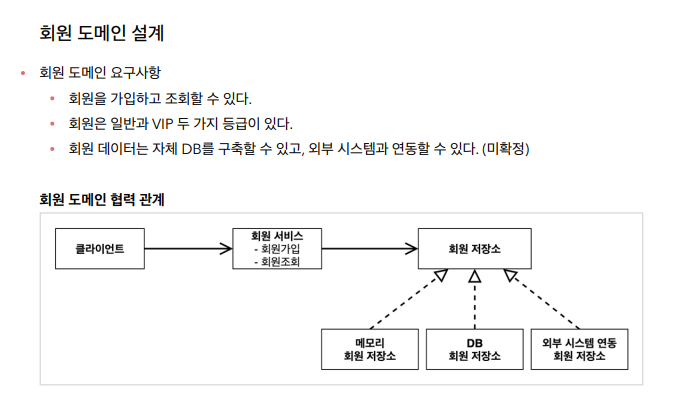 회원 도메인 설계
회원 도메인 요구사항
회원을 가입하고 조회할 수 있다.
회원은 일반과 VIP 두 가지 등급이 있다.
회원 데이터는 자체 DB를 구축할 수 있고, 외부 시스템과 연동할 수 있다. (미확정)
회원 도메인 협력 관계
클라이언트
회원 서비스
- 회원가입
- 회원조회
회원 저장소
메모리
회원 저장소
DB
회원 저장소
외부 시스템 연동
회원 저장소